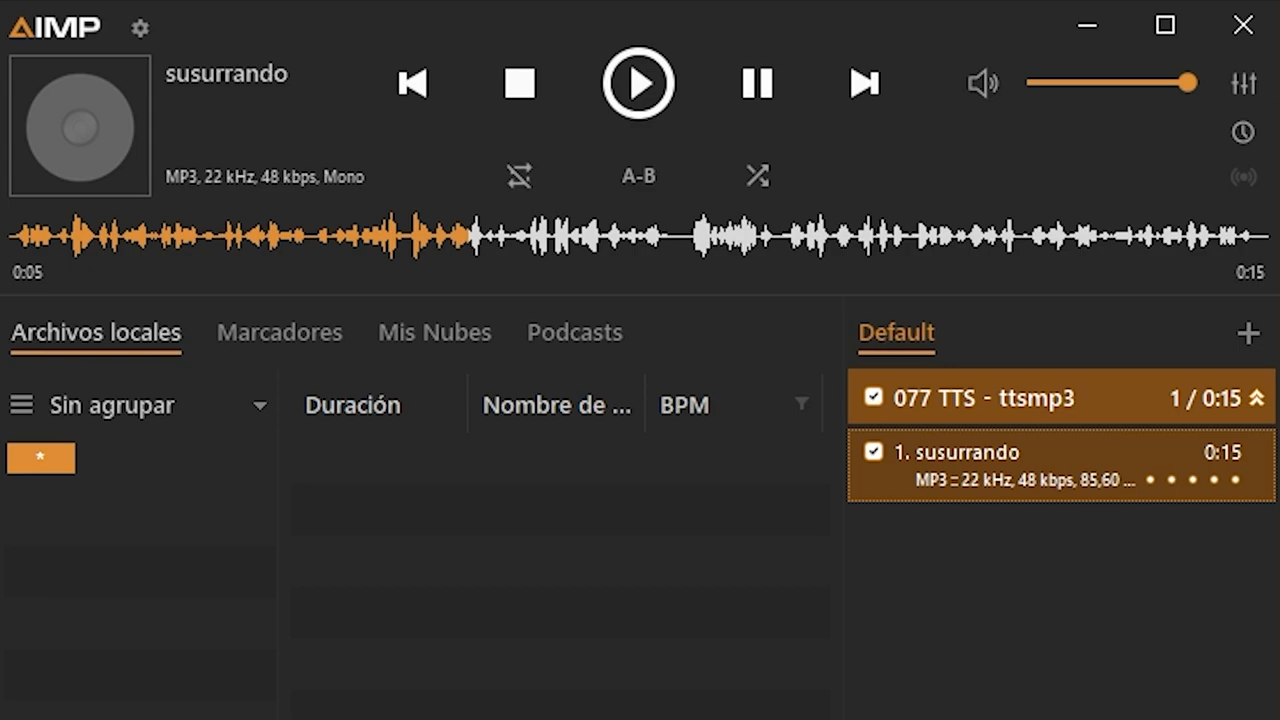 AIMP
susurrando
MP3, 22 kHz, 48 kbps, Mono
A-B
0:05
0:15
Archivos locales
Marcadores
Mis Nubes
Podcasts
Default
Sin agrupar
Duración
Nombre de ...
BPM
*
077 TTS - ttsmp3
1 / 0:15
1. susurrando
0:15
MP3 :: 22 kHz, 48 kbps, 85,60 ...